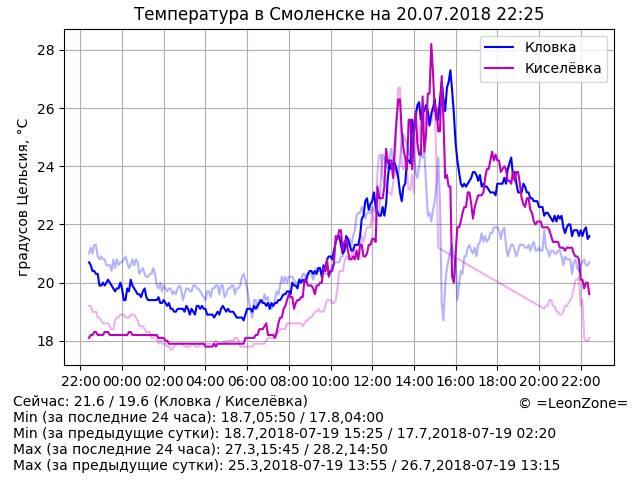 Температура в Смоленске на 20.07.2018 22:25
градусов Цельсия, °C
28
26
24
22
20
18
Кловка
Киселёвка
22:00 00:00 02:00 04:00 06:00 08:00 10:00 12:00 14:00 16:00 18:00 20:00 22:00
Сейчас: 21.6 / 19.6 (Кловка / Киселёвка)
© =LeonZone=
Min (за последние 24 часа): 18.7,05:50 / 17.8,04:00
Min (за предыдущие сутки): 18.7,2018-07-19 15:25 / 17.7,2018-07-19 02:20
Max (за последние 24 часа): 27.3,15:45 / 28.2,14:50
Max (за предыдущие сутки): 25.3,2018-07-19 13:55 / 26.7,2018-07-19 13:15